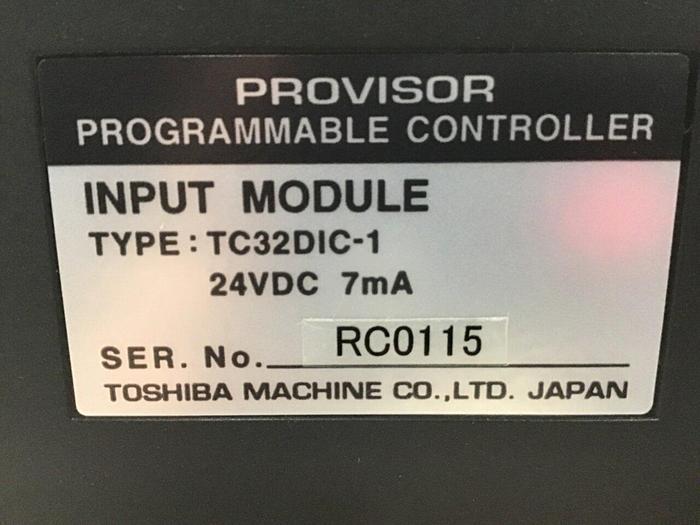 PROVISOR
PROGRAMMABLE CONTROLLER
INPUT MODULE
TYPE: TC32DIC-1
24VDC 7mA
SER. No. RC0115
TOSHIBA MACHINE CO.,LTD. JAPAN